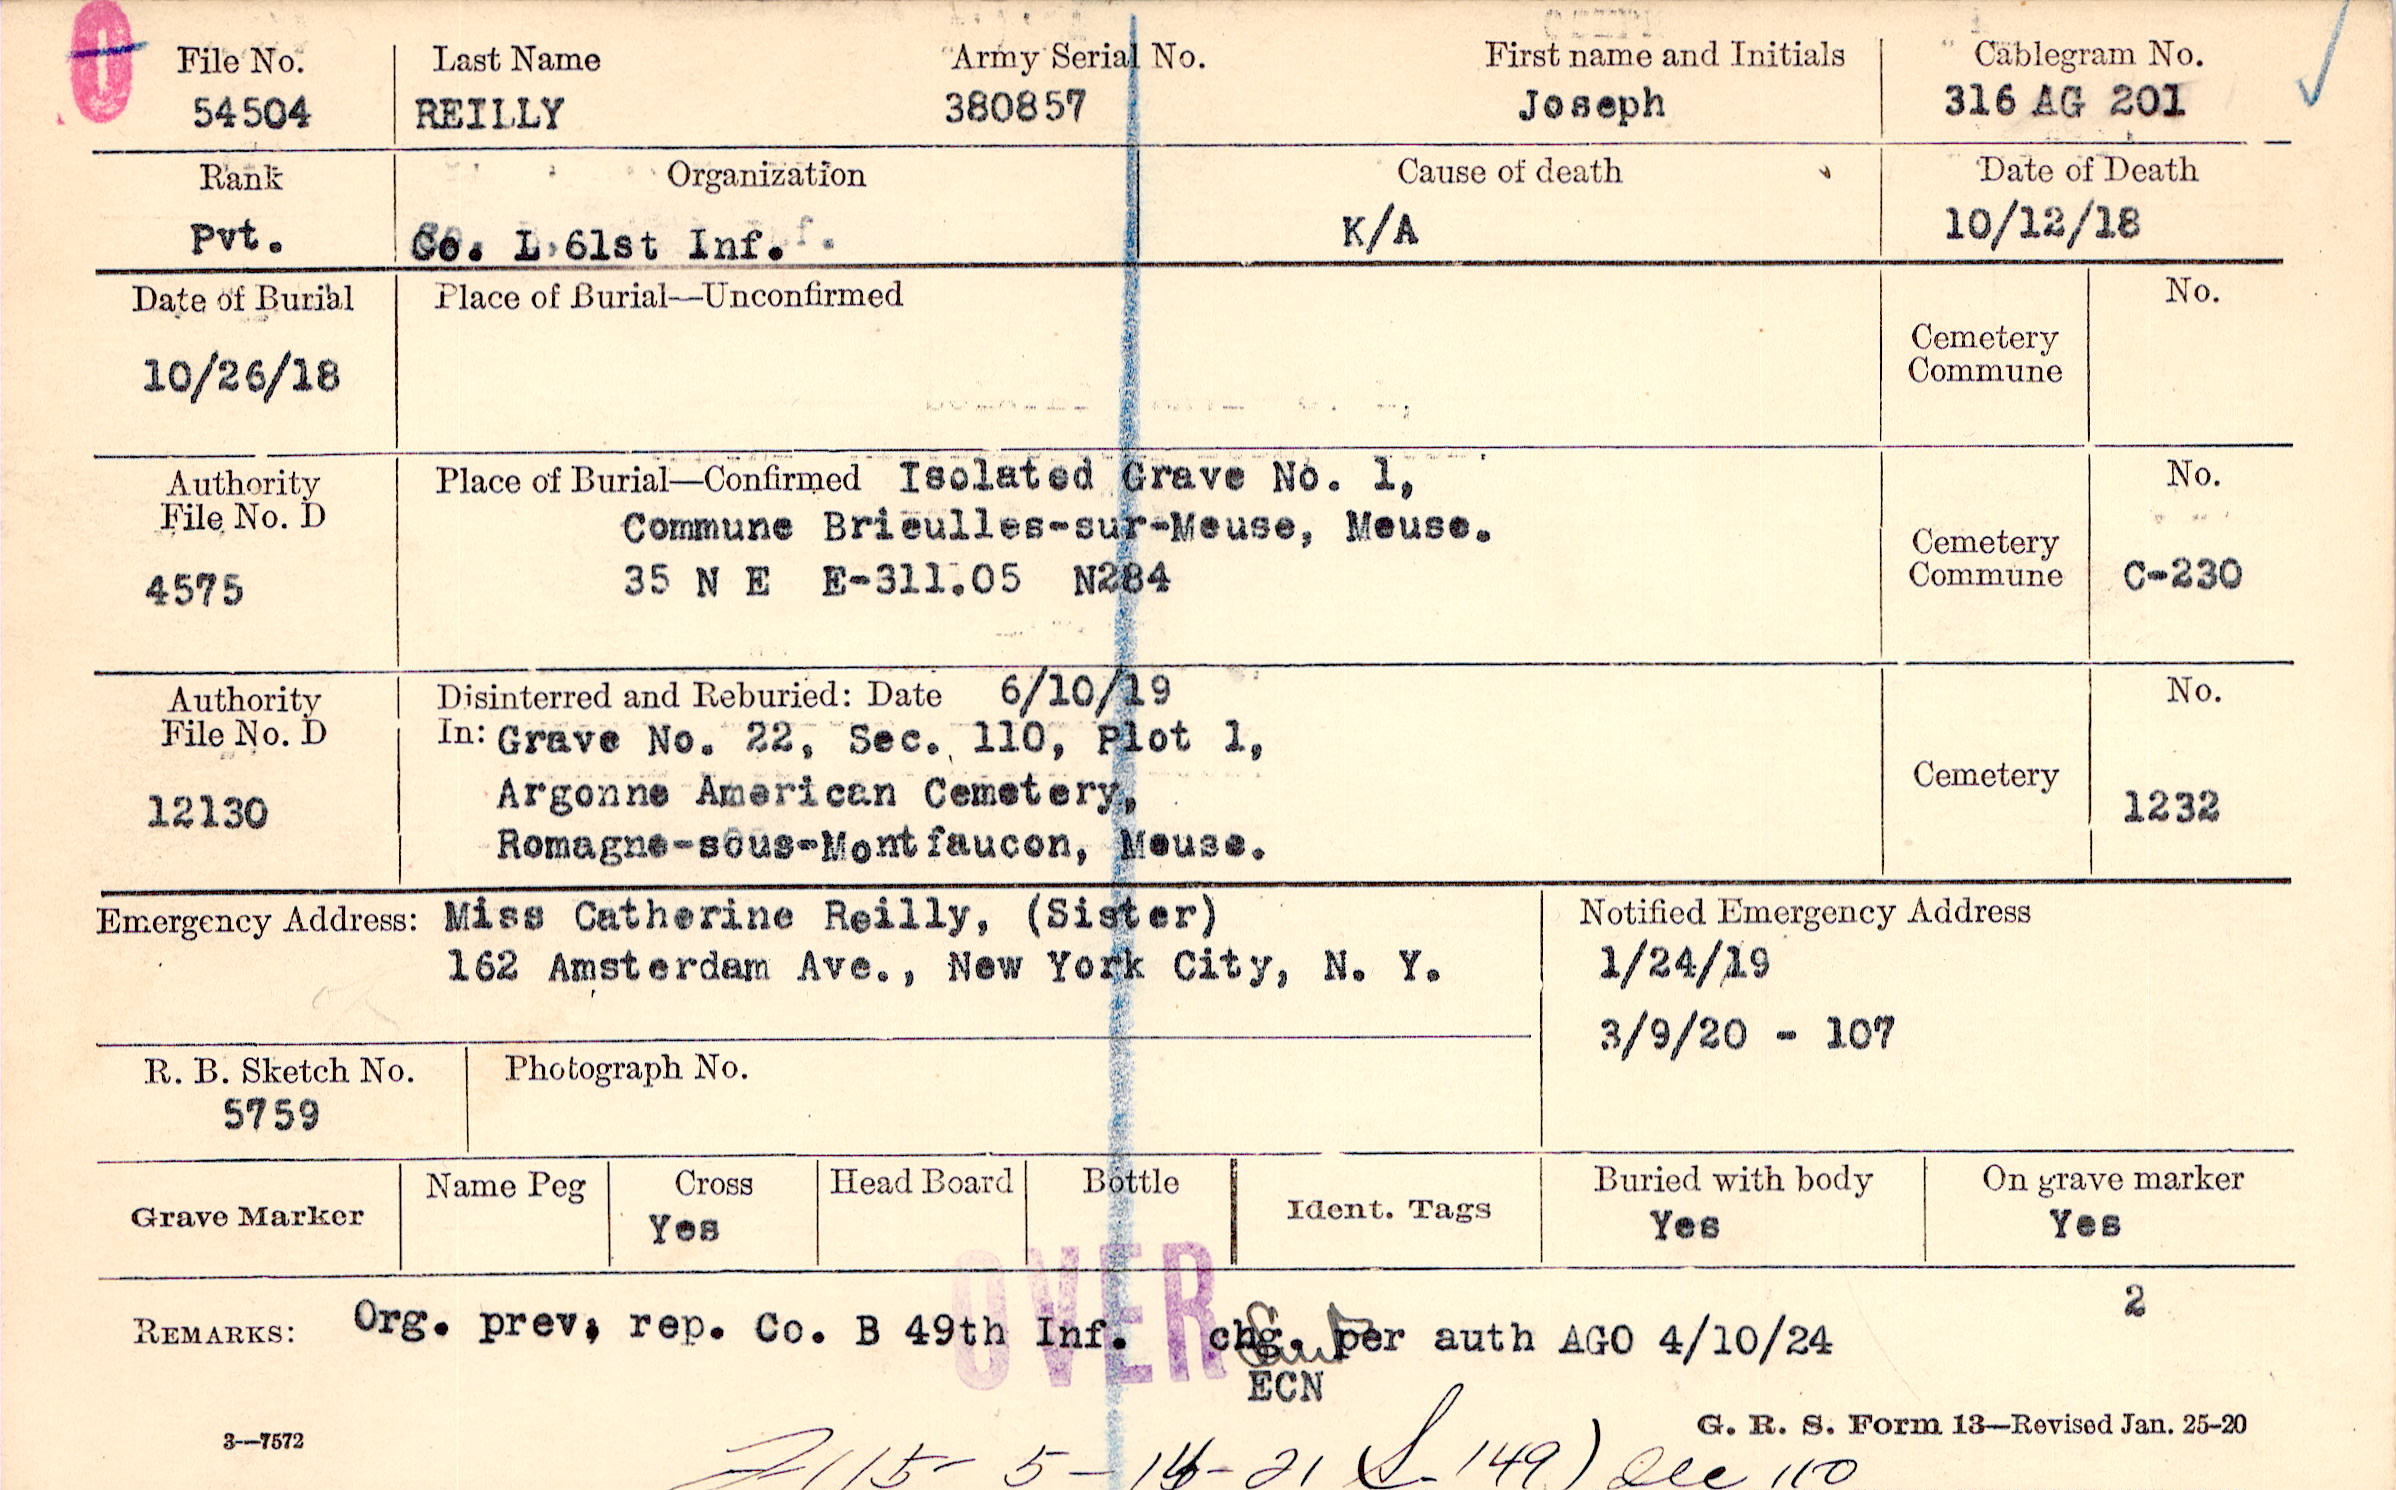 File No. Last Name Army Serial No. First name and Initials Cablegram No.
54504 REILLY 380857 Joseph 316 AG 201
Rank Organization Cause of death Date of Death
Pvt. Co. L 61st Inf. K/A 10/12/18
Date of Burial Place of Burial—Unconfirmed No.
Cemetery
Commune
10/26/18
Authority
File No. D
4575
Place of Burial—Confirmed Isolated Grave No. 1,
Commune Brieulles-sur-Meuse, Meuse.
35 N E E-311.05 N284
No.
Cemetery
Commune
C-230
Authority
File No. D
12130
Disinterred and Reburied: Date 6/10/19
In: Grave No. 22, Sec. 110, Plot 1,
Argonne American Cemetery,
Romagne-sous-Montfaucon, Meuse.
No.
Cemetery
1232
Emergency Address: Miss Catherine Reilly, (Sister)
162 Amsterdam Ave., New York City, N. Y.
Notified Emergency Address
1/24/19
3/9/20 - 107
R. B. Sketch No. Photograph No.
5759
Grave Marker Name Peg Cross Head Board Bottle Ident. Tags Buried with body On grave marker
Yes Yes Yes
2
OVER
REMARKS: Org. prev. rep. Co. B 49th Inf. chg. per auth AGO 4/10/24
ECN
3—7572
G. R. S. Form 13—Revised Jan. 25-20
115- 5-14-21 149) 110